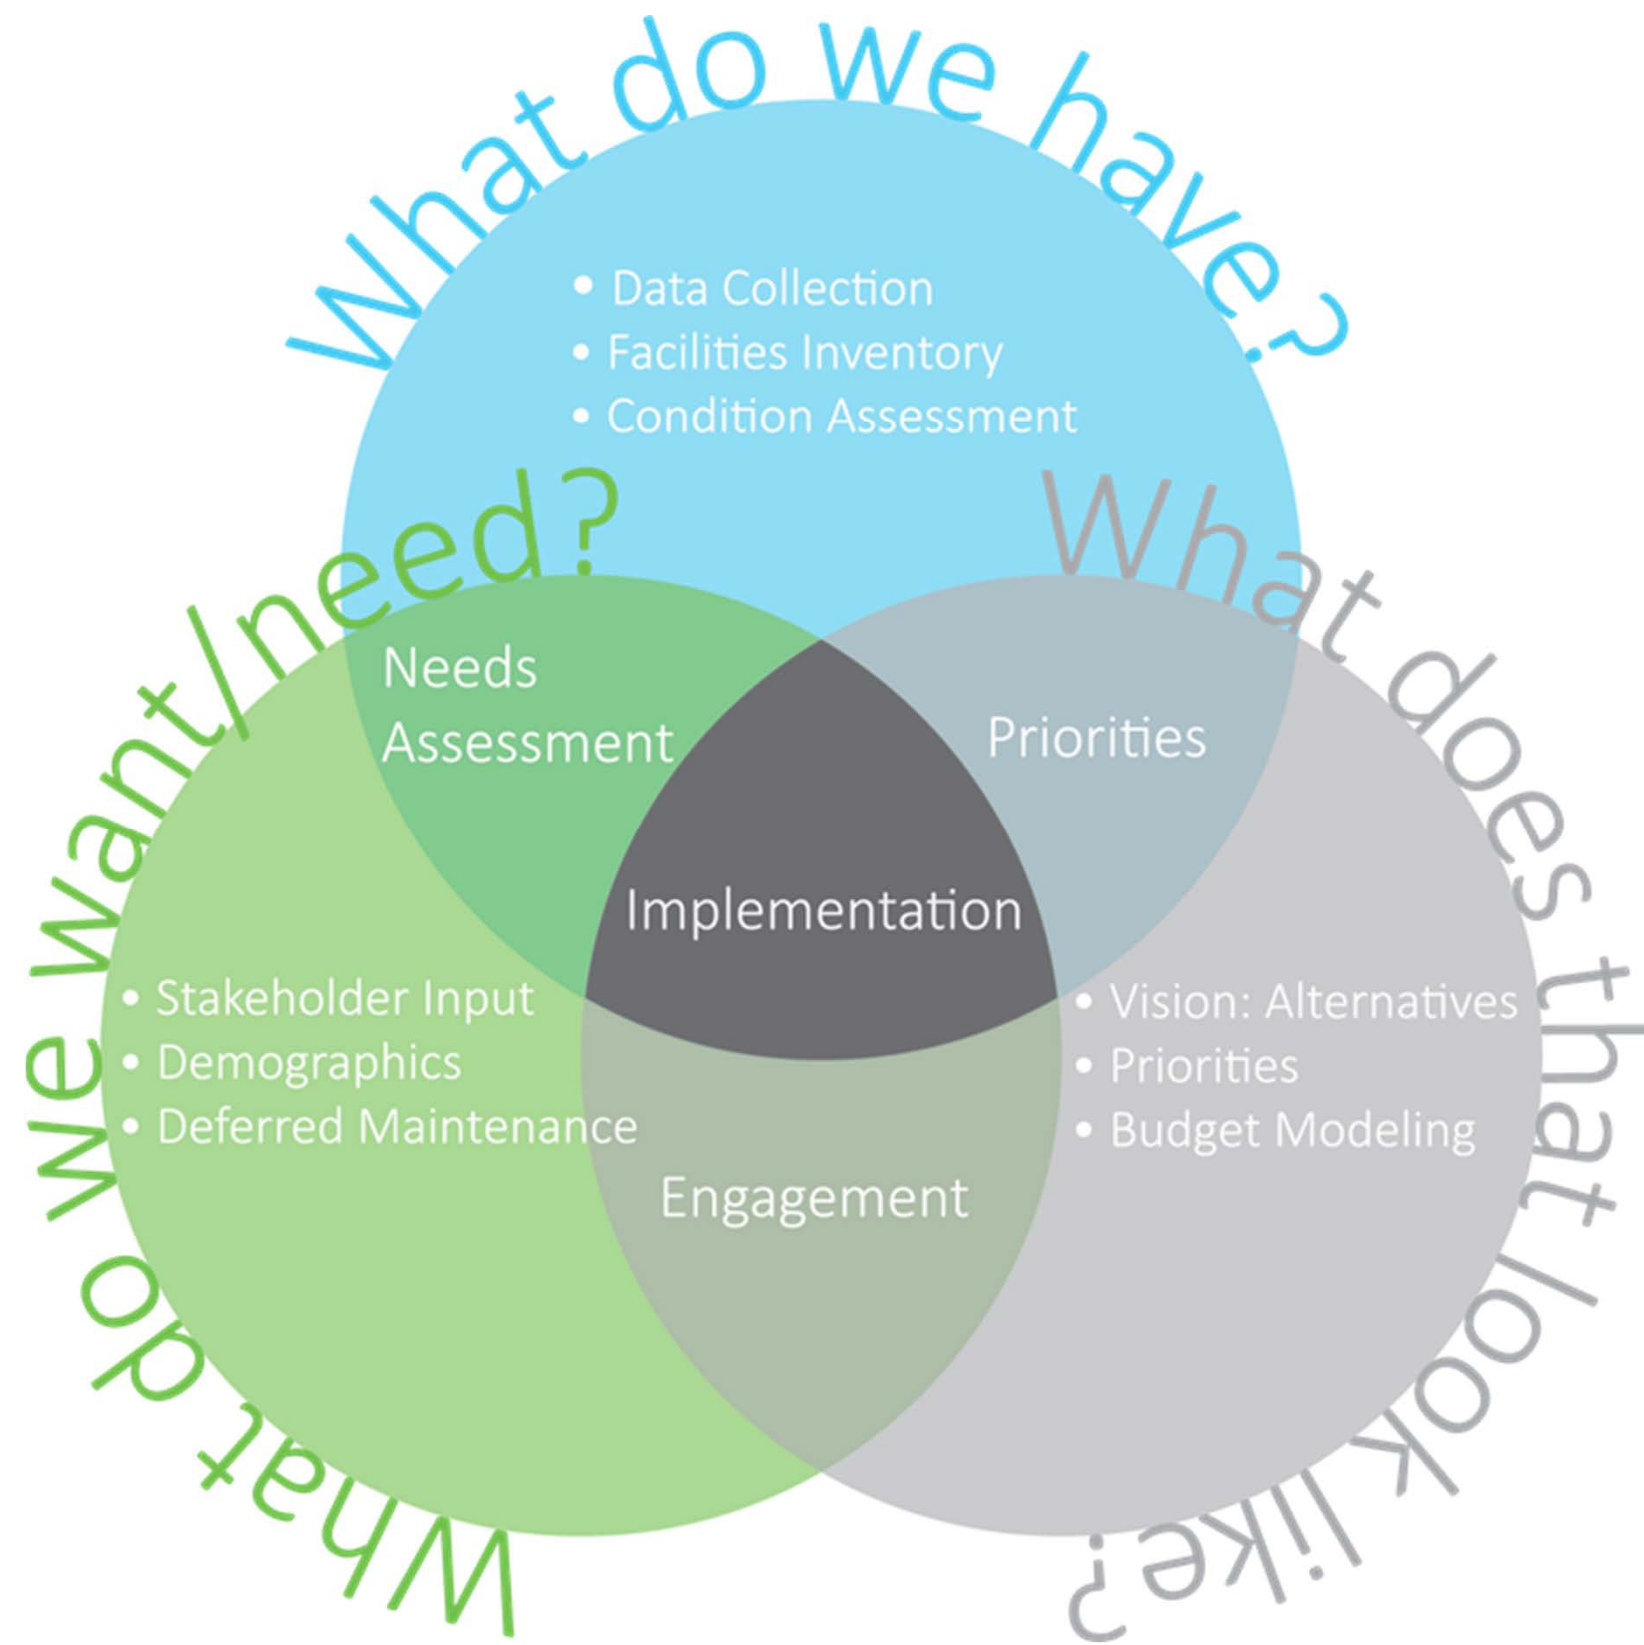 What do we have?
• Data Collection
• Facilities Inventory
• Condition Assessment
What do we want/need?
• Stakeholder Input
• Demographics
• Deferred Maintenance
What does that look like?
• Vision: Alternatives
• Priorities
• Budget Modeling
Needs
Assessment
Priorities
Implementation
Engagement